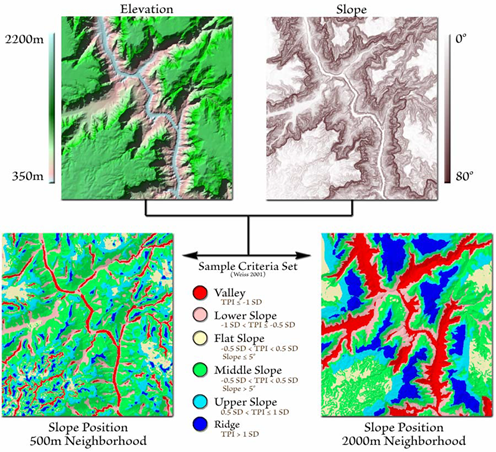 Elevation
Slope
2200m
350m
0°
80°
Sample Criteria Set
(Weiss 2001)
Valley
TPI ≤ -1 SD
Lower Slope
-1 SD < TPI ≤ -0.5 SD
Flat Slope
-0.5 SD < TPI < 0.5 SD
Slope ≤ 5°
Middle Slope
-0.5 SD < TPI < 0.5 SD
Slope > 5°
Upper Slope
0.5 SD < TPI ≤ 1 SD
Ridge
TPI > 1 SD
Slope Position
500m Neighborhood
Slope Position
2000m Neighborhood